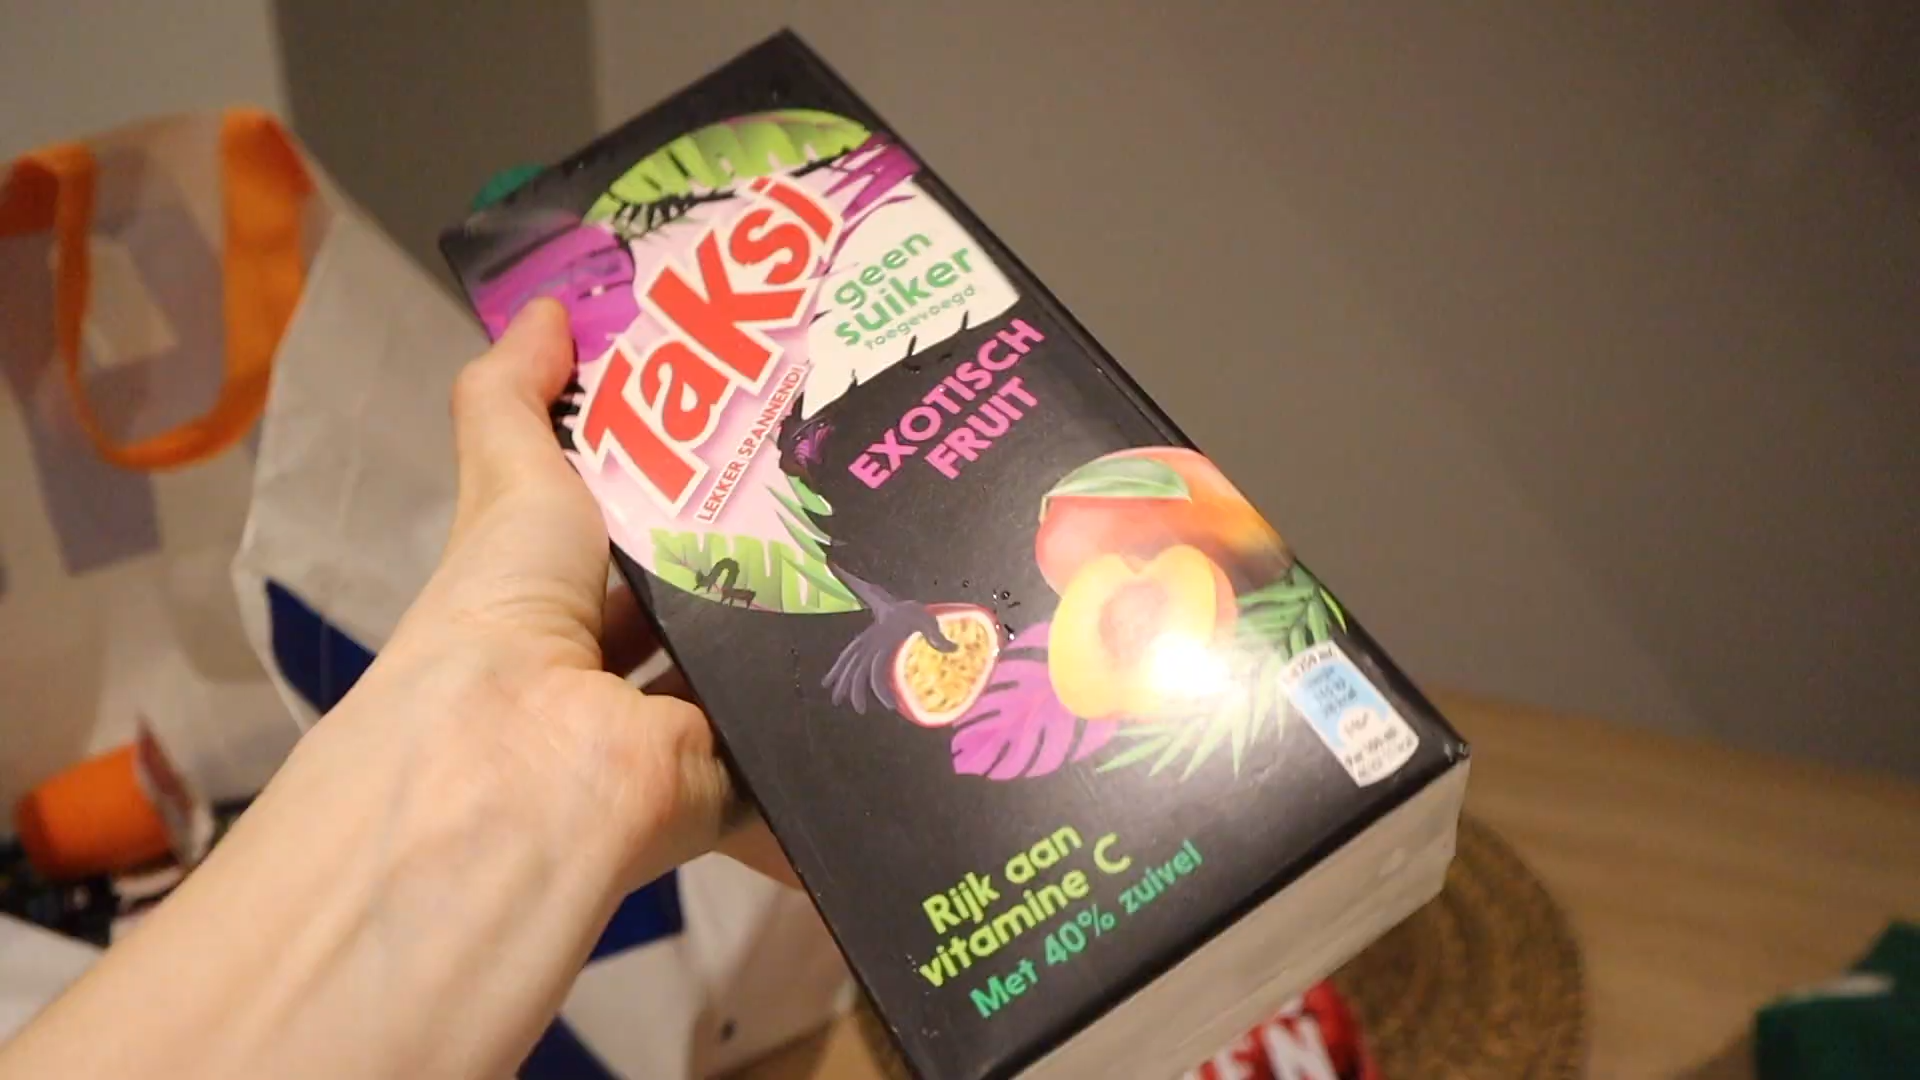 Taksi
LEKKER SPANNEND!
geen
suiker
toegevoegd
EXOTISCH
FRUIT
Rijk aan
vitamine C
Met 40% zuivel